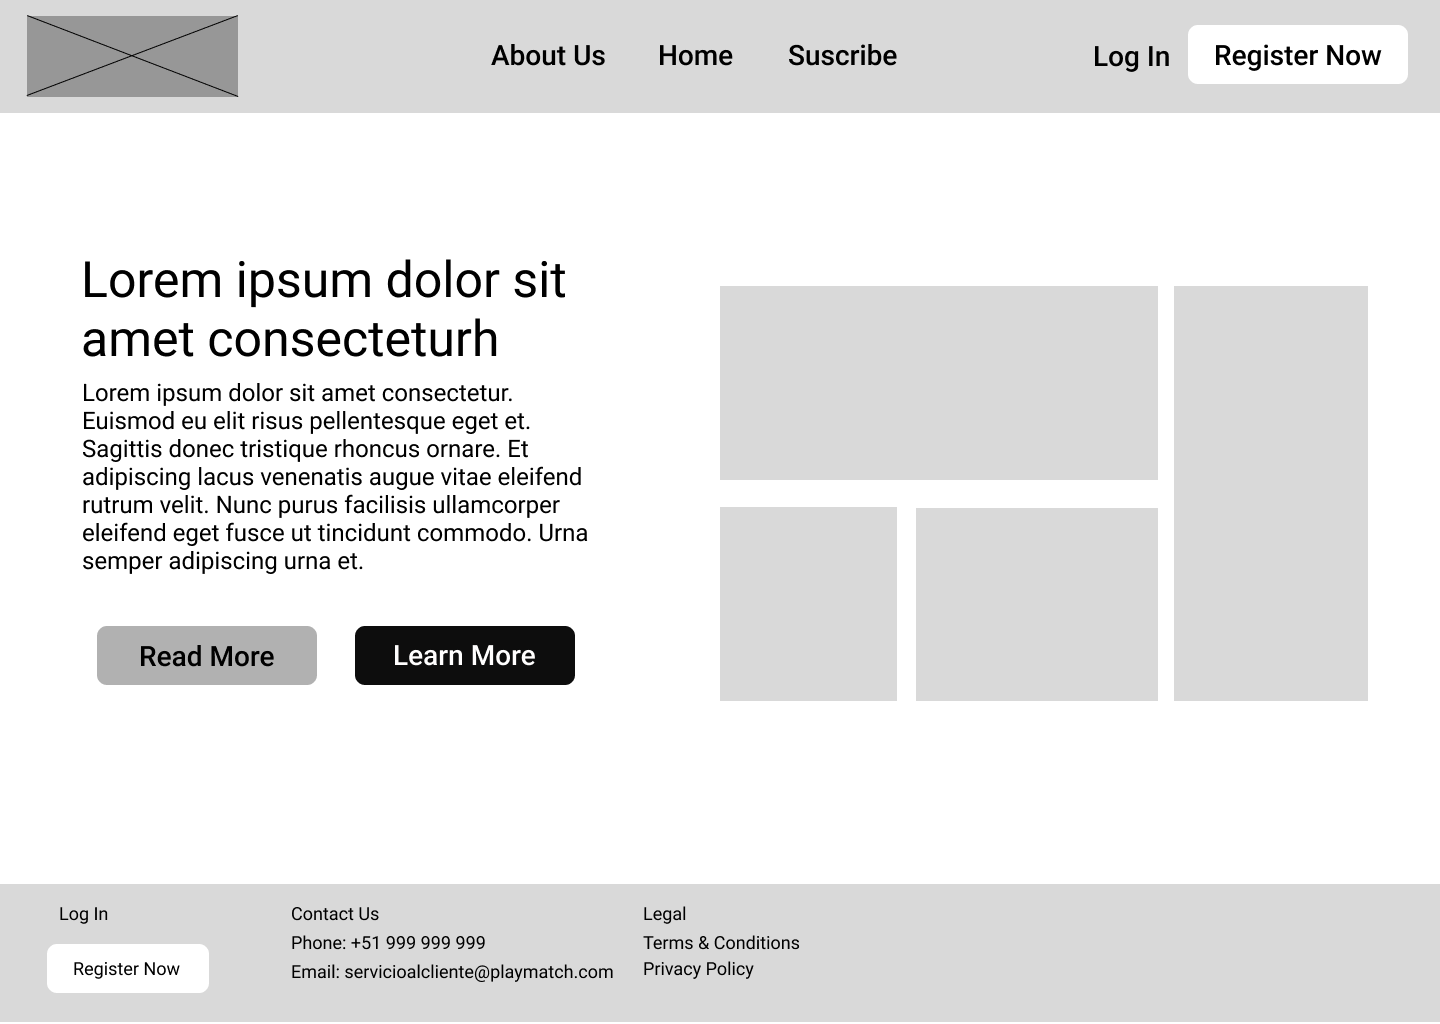 About Us Home Suscribe Log In Register Now
Lorem ipsum dolor sit
amet consecteturh
Lorem ipsum dolor sit amet consectetur.
Euismod eu elit risus pellentesque eget et.
Sagittis donec tristique rhoncus ornare. Et
adipiscing lacus venenatis augue vitae eleifend
rutrum velit. Nunc purus facilisis ullamcorper
eleifend eget fusce ut tincidunt commodo. Urna
semper adipiscing urna et.
Read More Learn More
Log In
Register Now
Contact Us
Phone: +51 999 999 999
Email: servicioalcliente@playmatch.com
Legal
Terms & Conditions
Privacy Policy